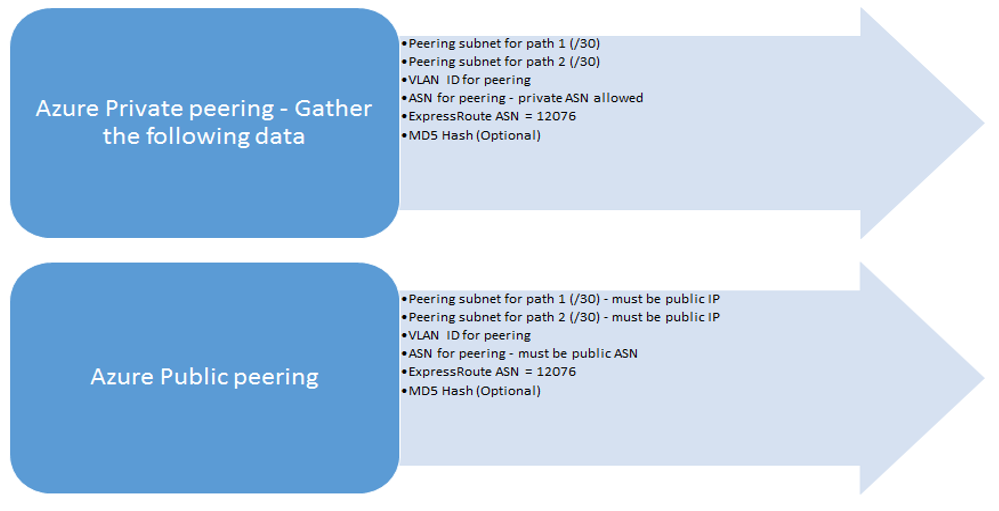 Azure Private peering - Gather
the following data
•Peering subnet for path 1 (/30)
•Peering subnet for path 2 (/30)
•VLAN ID for peering
•ASN for peering - private ASN allowed
•ExpressRoute ASN = 12076
•MD5 Hash (Optional)
Azure Public peering
•Peering subnet for path 1 (/30) - must be public IP
•Peering subnet for path 2 (/30) - must be public IP
•VLAN ID for peering
•ASN for peering - must be public ASN
•ExpressRoute ASN = 12076
•MD5 Hash (Optional)